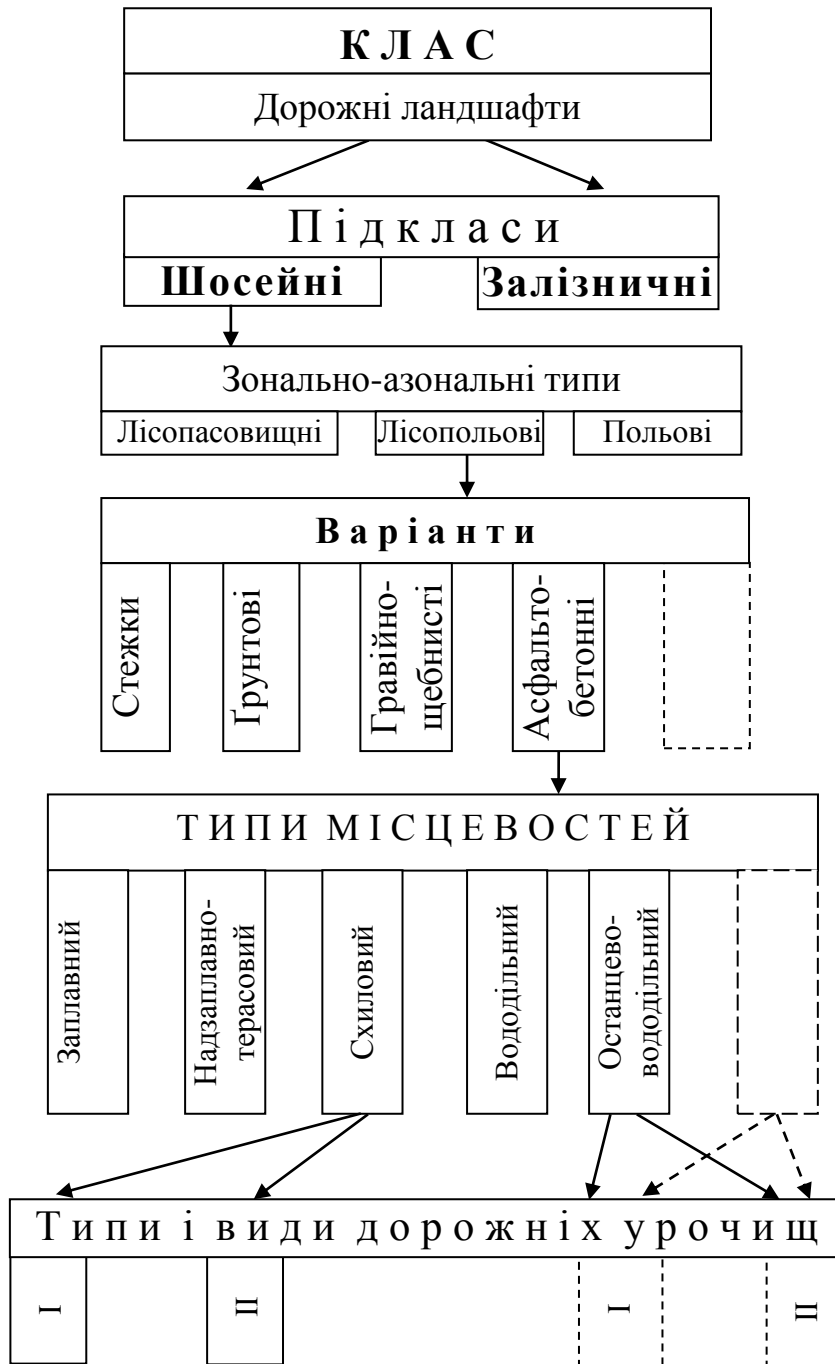 К Л А С
Дорожні ландшафти
П і д к л а с и
Шосейні
Залізничні
Зонально-азональні типи
Лісопасовищні
Лісопольові
Польові
В а р і а н т и
Стежки
Ґрунтові
Гравійно-
щебнисті
Асфальто-
бетонні
Т И П И М І С Ц Е В О С Т Е Й
Заплавний
Надзаплавно-
терасовий
Схиловий
Вододільний
Останцево-
вододільний
Т и п и і в и д и д о р о ж н і х у р о ч и щ
I
II
I
II